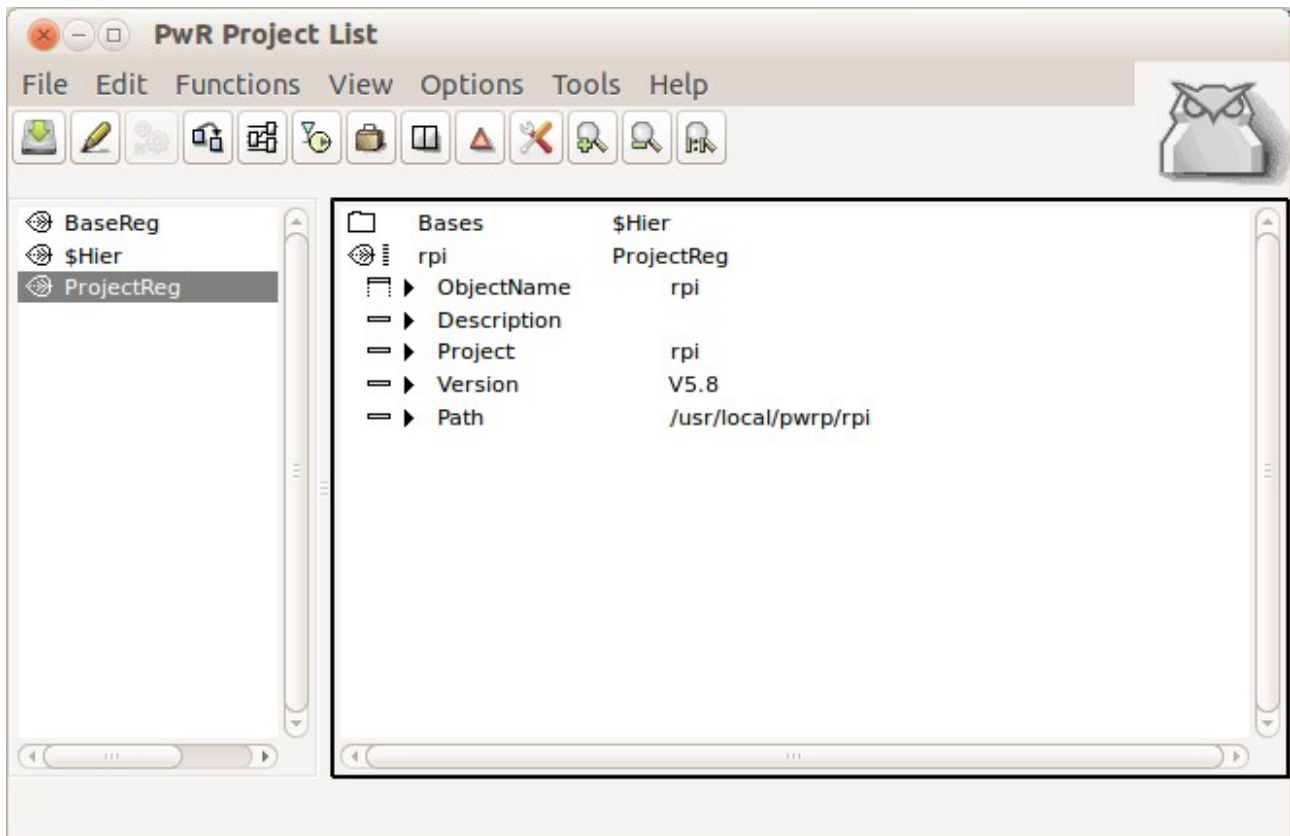 PwR Project List
File Edit Functions View Options Tools Help
BaseReg
$Hier
ProjectReg
Bases $Hier
rpi ProjectReg
ObjectName rpi
Description
Project rpi
Version V5.8
Path /usr/local/pwrp/rpi